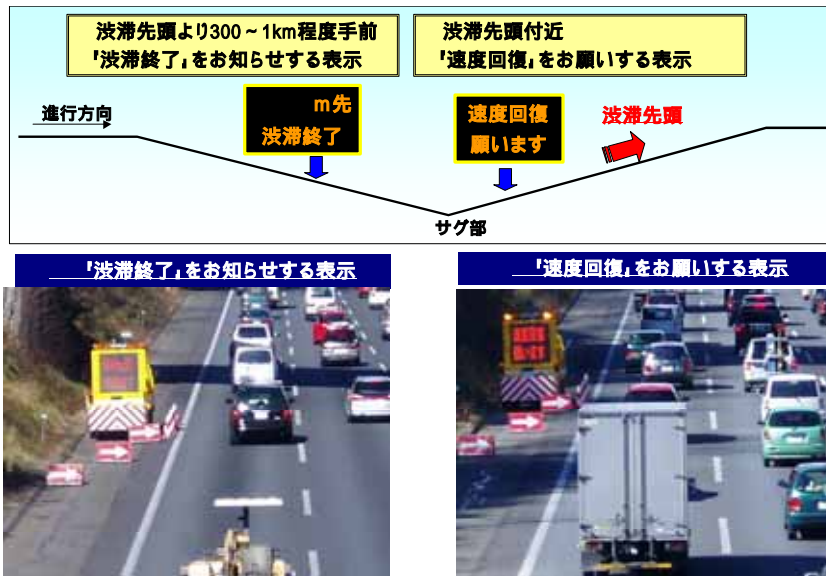 渋滞先頭より300～1km程度手前
「渋滞終了」をお知らせする表示
渋滞先頭付近
「速度回復」をお願いする表示
進行方向
m先
渋滞終了
速度回復
願います
渋滞先頭
サグ部
「渋滞終了」をお知らせする表示
「速度回復」をお願いする表示